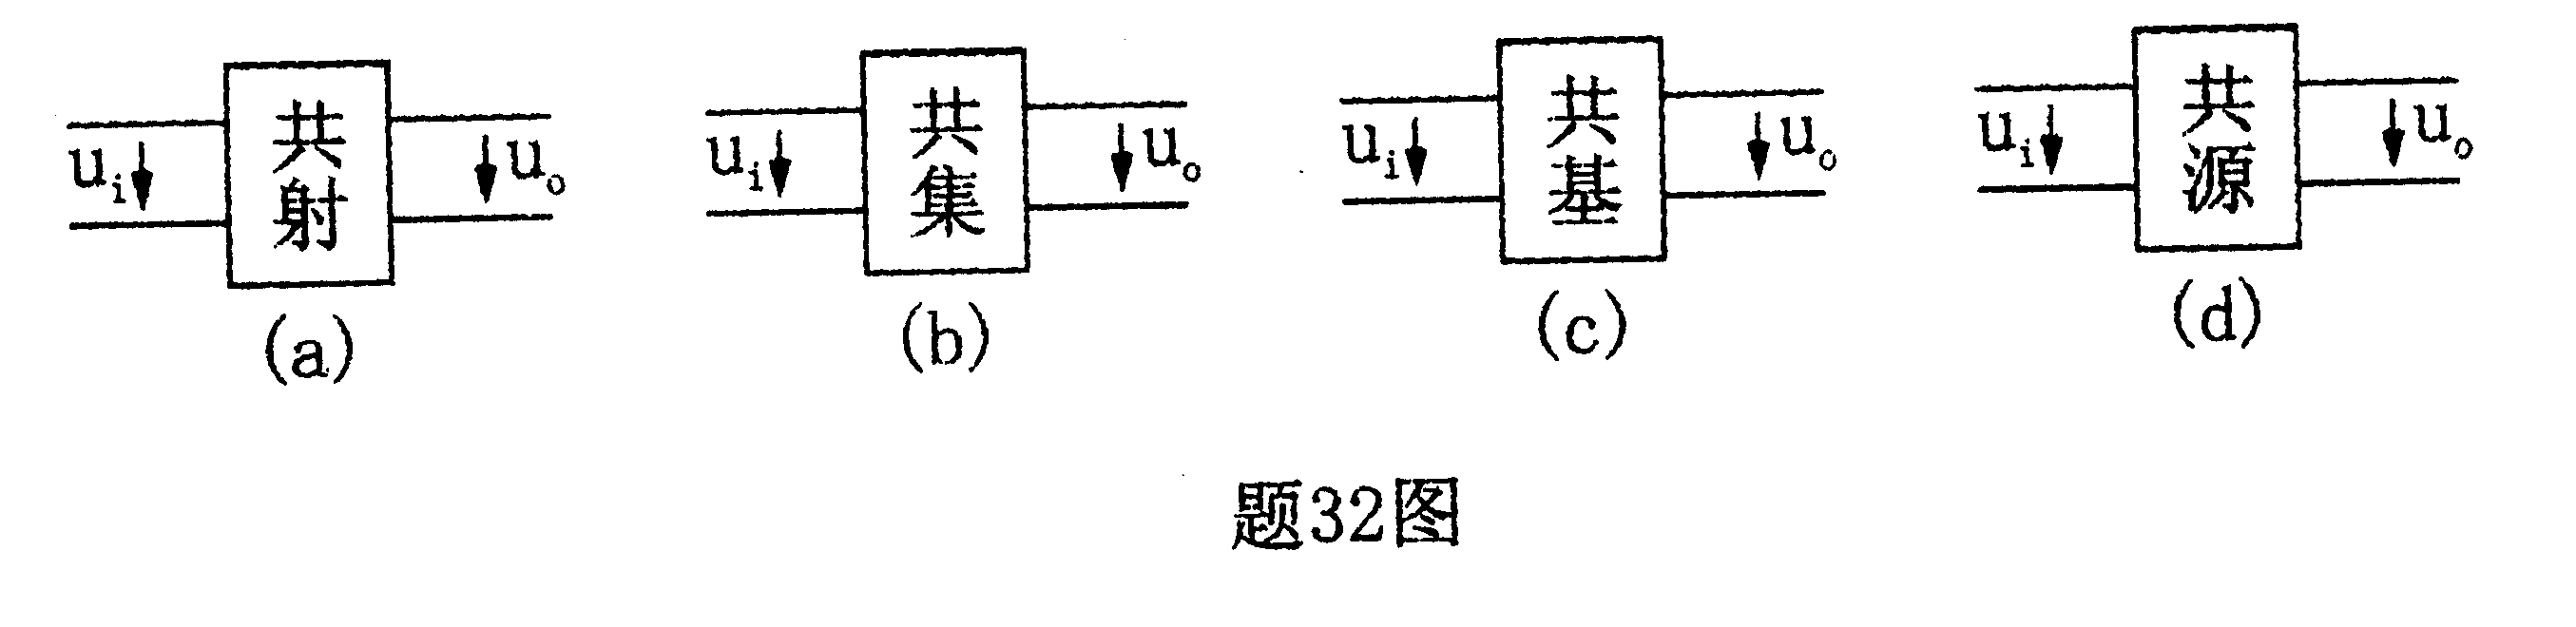 共射 u_i u_o
(a)
共集 u_i u_o
(b)
共基 u_i u_o
(c)
共源 u_i u_o
(d)
题32图